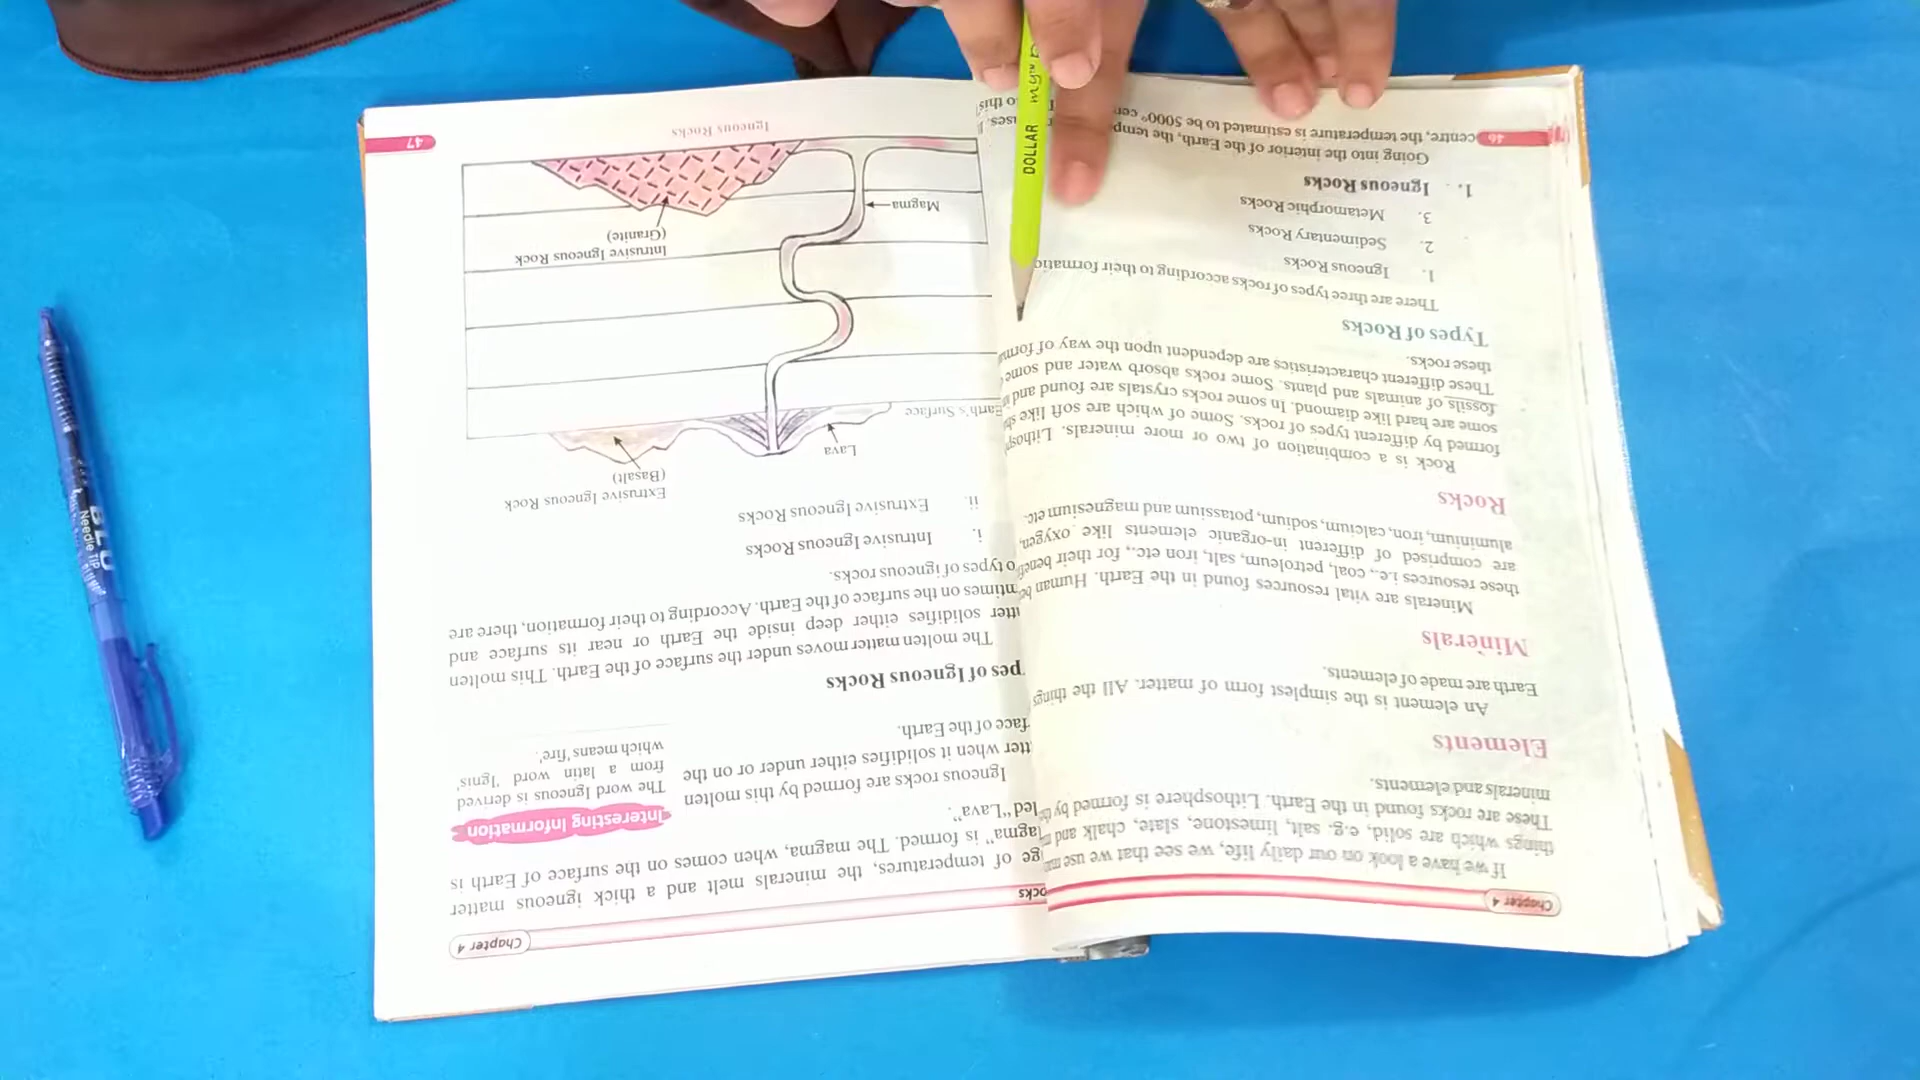 Chapter 4
If we have a look on our daily life, we see that we use
things which are solid, e.g. salt, limestone, slate, chalk and
These are rocks found in the Earth. Lithosphere is formed by
minerals and elements.
Elements
An element is the simplest form of matter. All the things
Earth are made of elements.
Minerals
Minerals are vital resources found in the Earth. Human
these resources i.e., coal, petroleum, salt, iron etc., for their
are comprised of different in-organic elements like oxygen,
aluminium, iron, calcium, sodium, potassium and magnesium etc.
Rocks
Rock is a combination of two or more minerals.
formed by different types of rocks. Some of which are soft like
some are hard like diamond. In some rocks crystals are found and
fossils of animals and plants. Some rocks absorb water and some
These different characteristics are dependent upon the way of
these rocks.
Types of Rocks
There are three types of rocks according to their
1. Igneous Rocks
2. Sedimentary Rocks
3. Metamorphic Rocks
1. Igneous Rocks
Going into the interior of the Earth, the
centre, the temperature is estimated to be 5000°
46
Chapter 4
of temperatures, the minerals melt and a thick igneous matter
is formed. The magma, when comes on the surface of Earth is
"Lava".
Igneous rocks are formed by this molten
when it solidifies either under or on the
of the Earth.
Interesting Information
The word Igneous is derived
from a latin word 'Ignis'
which means 'fire'.
of Igneous Rocks
The molten matter moves under the surface of the Earth. This molten
solidifies either deep inside the Earth or near its surface and
on the surface of the Earth. According to their formation, there are
types of igneous rocks.
i. Intrusive Igneous Rocks
ii. Extrusive Igneous Rocks
Extrusive Igneous Rock
(Basalt)
Lava
Earth's Surface
Intrusive Igneous Rock
(Granite)
Magma
Igneous Rocks
47
DOLLAR my
Needle Tip